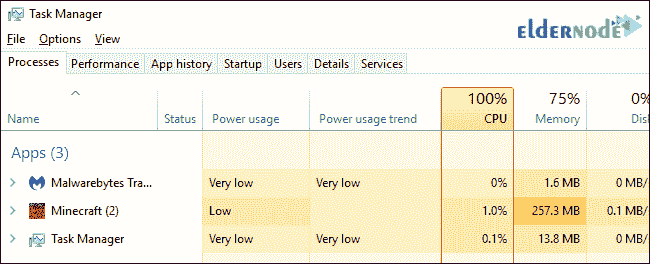 Task Manager
ELDERNODE
File Options View
Processes Performance App history Startup Users Details Services
100% 75% 0%
Name Status Power usage Power usage trend CPU Memory Disk
Apps (3)
Malwarebytes Tra... Very low Very low 0% 1.6 MB 0 MB/
Minecraft (2) Low 1.0% 257.3 MB 0.1 MB/
Task Manager Very low Very low 0.1% 13.8 MB 0 MB/